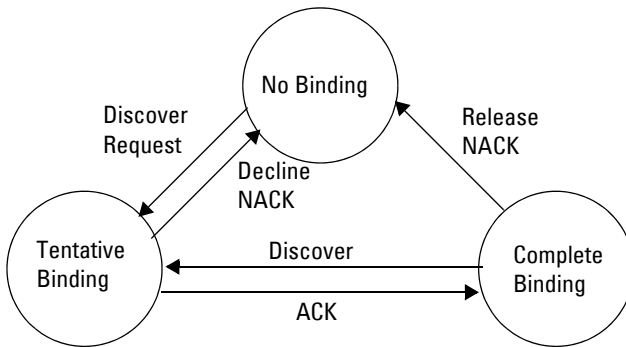 No Binding
Discover
Request
Release
NACK
Decline
NACK
Tentative
Binding
Discover
Complete
Binding
ACK